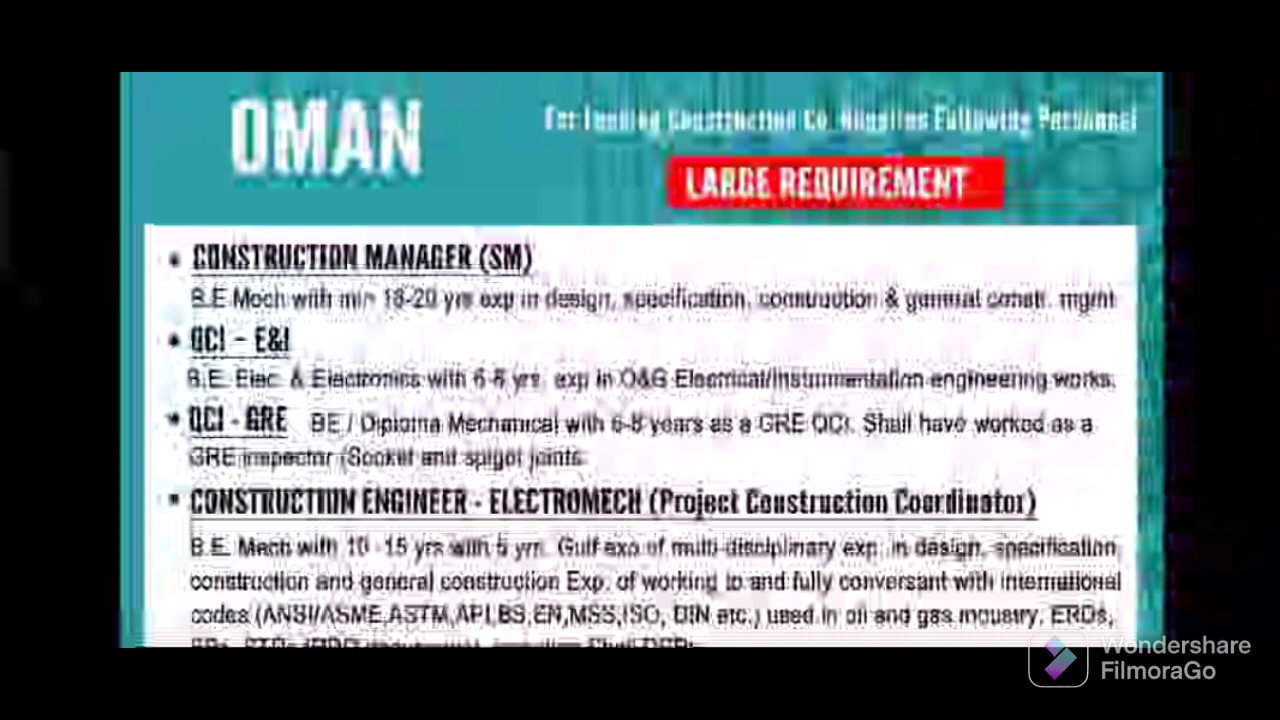 OMAN
For Leading Construction Co. Requires Following Personnel
LARGE REQUIREMENT
CONSTRUCTION MANAGER (SM)
B.E Mech with min 18-20 yrs exp in design, specification, construction & general constr. mgmt
QCI - E&I
B.E. Elec. & Electronics with 6-8 yrs. exp in O&G Electrical/Instrumentation engineering works.
QCI - GRE BE / Diploma Mechanical with 6-8 years as a GRE QCI. Shall have worked as a
GRE inspector (Socket and spigot joints.
CONSTRUCTION ENGINEER - ELECTROMECH (Project Construction Coordinator)
B.E. Mech with 10 - 15 yrs with 5 yrs. Gulf exp of multi-disciplinary exp. in design, specification,
construction and general construction Exp. of working to and fully conversant with international
codes (ANSI/ASME,ASTM,API,BS,EN,MSS,ISO, DIN etc.) used in oil and gas industry, ERDs,
Wondershare
FilmoraGo